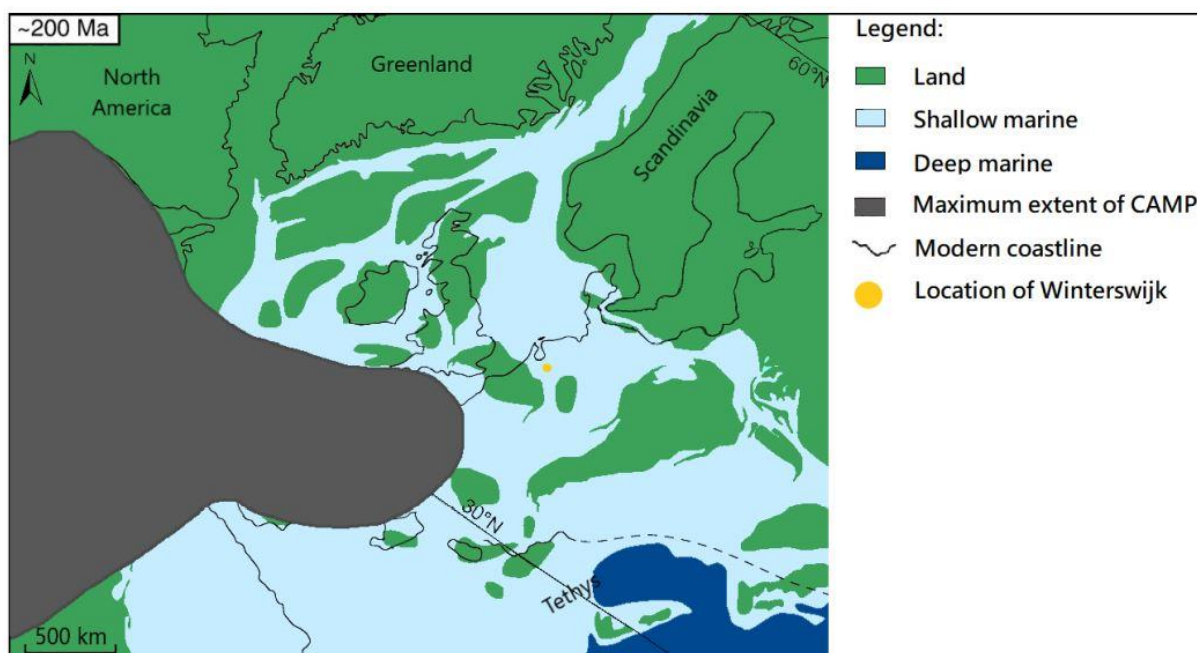 ~200 Ma
N
North
America
Greenland
Scandinavia
60°N
30°N
Tethys
500 km
Legend:
Land
Shallow marine
Deep marine
Maximum extent of CAMP
Modern coastline
Location of Winterswijk